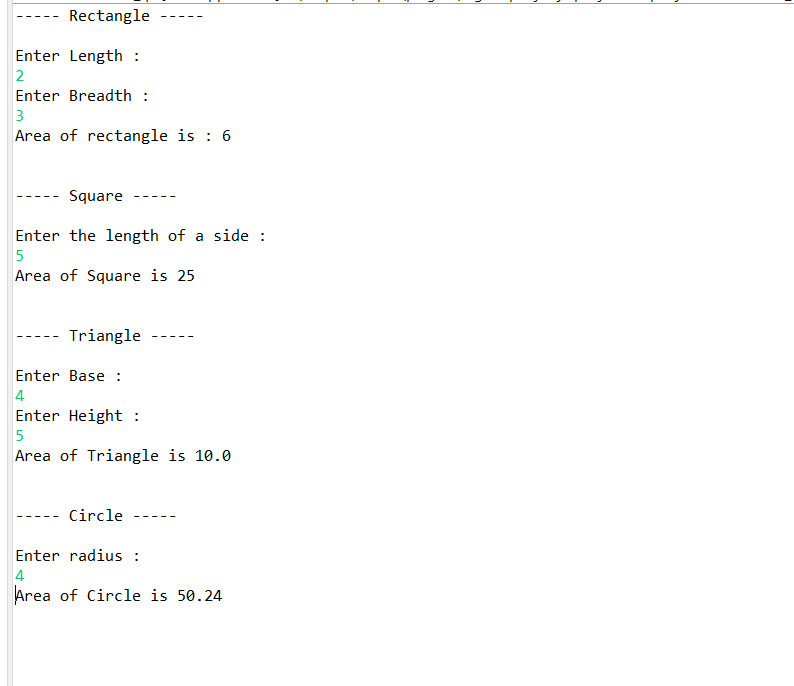 ----- Rectangle -----
Enter Length :
2
Enter Breadth :
3
Area of rectangle is : 6
----- Square -----
Enter the length of a side :
5
Area of Square is 25
----- Triangle -----
Enter Base :
4
Enter Height :
5
Area of Triangle is 10.0
----- Circle -----
Enter radius :
4
Area of Circle is 50.24